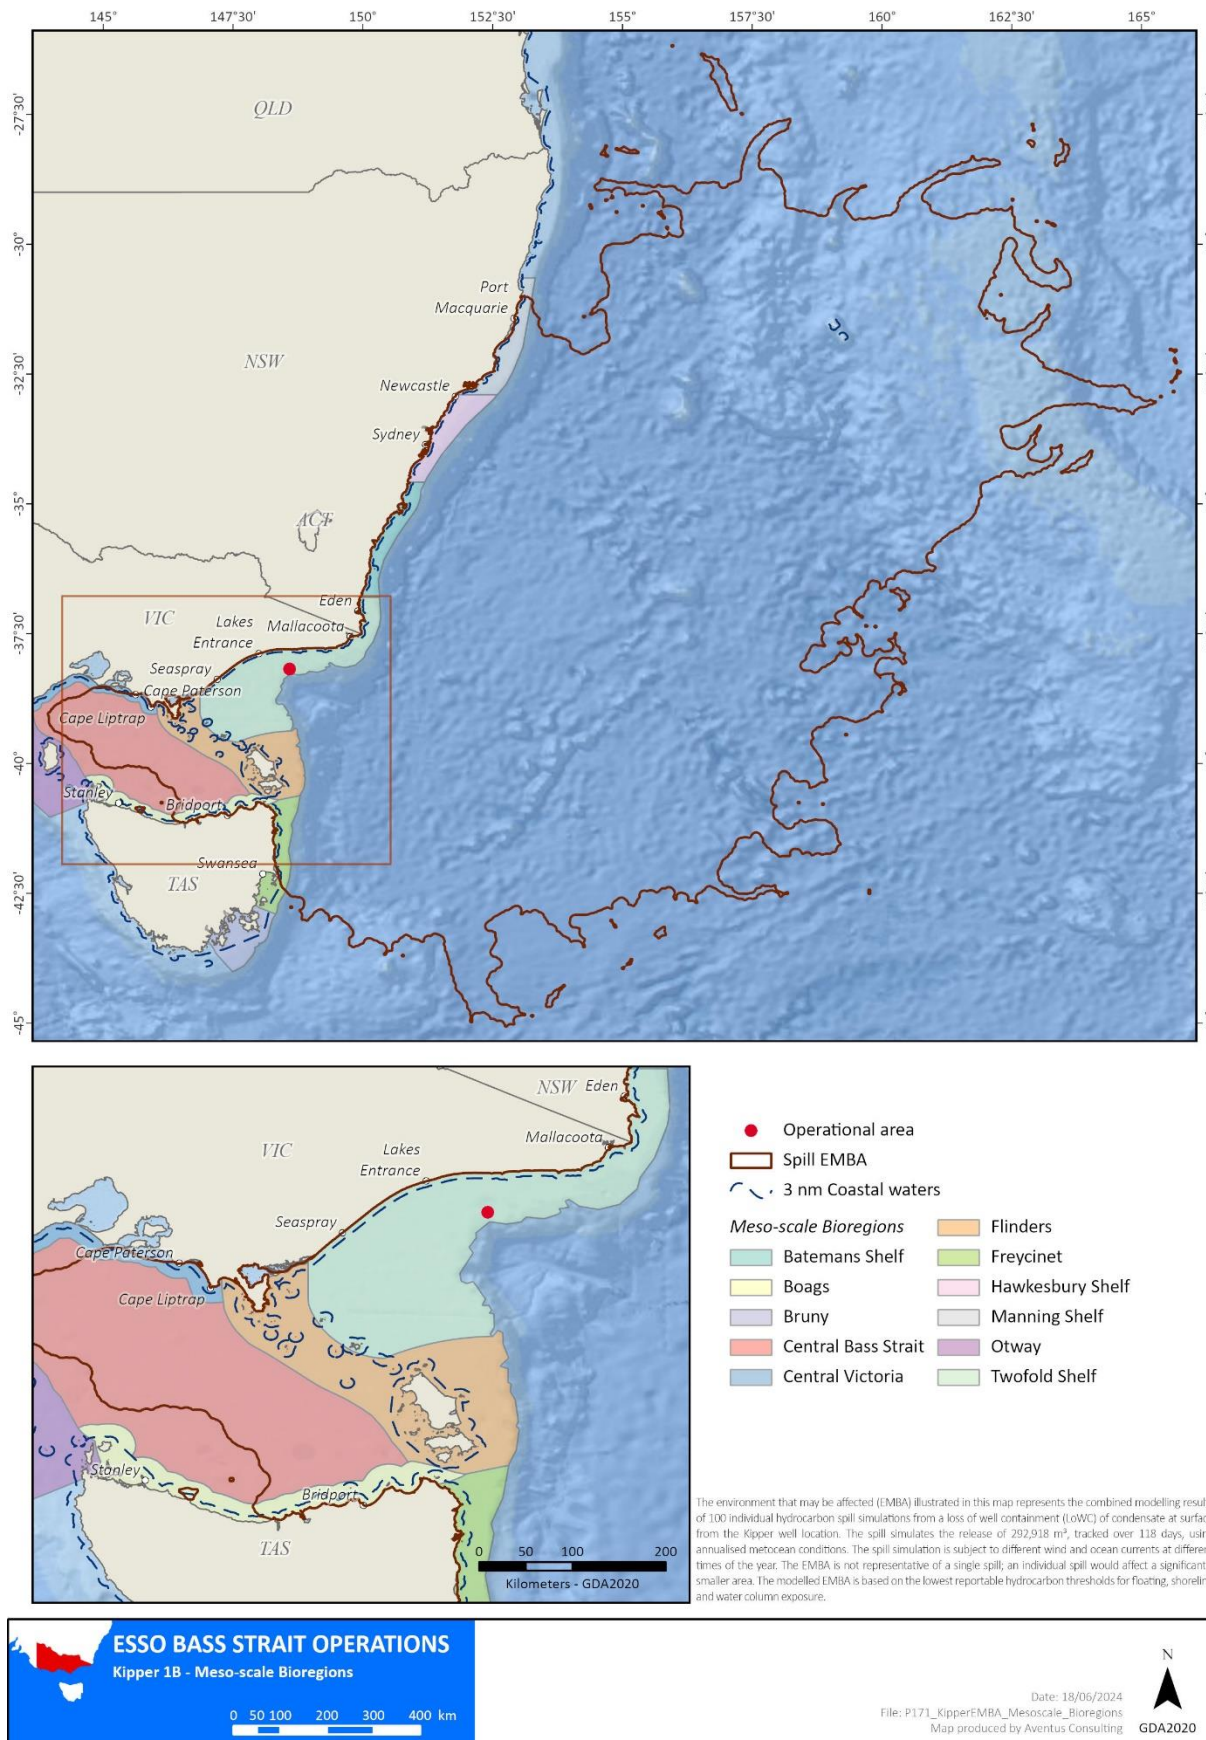 145° 147°30' 150° 152°30' 155° 157°30' 160° 162°30' 165°
-27°30'
QLD
-30°
Port
Macquarie
NSW
-32°30'
Newcastle
Sydney
-35°
ACT
Eden
VIC
Lakes
Entrance
Mallacoota
-37°30'
Seaspray
Cape Paterson
Cape Liptrap
-40°
Stanley
Bridport
Swansea
TAS
-42°30'
-45°
NSW
Eden
Mallacoota
VIC
Lakes
Entrance
Seaspray
Cape Paterson
Cape Liptrap
Stanley
Bridport
TAS
0 50 100 200
Kilometers - GDA2020
Operational area
Spill EMBA
3 nm Coastal waters
Meso-scale Bioregions
Batemans Shelf
Boags
Bruny
Central Bass Strait
Central Victoria
Flinders
Freycinet
Hawkesbury Shelf
Manning Shelf
Otway
Twofold Shelf
The environment that may be affected (EMBA) illustrated in this map represents the combined modelling resul
of 100 individual hydrocarbon spill simulations from a loss of well containment (LoWC) of condensate at surfac
from the Kipper well location. The spill simulates the release of 292,918 m³, tracked over 118 days, usin
annualised metocean conditions. The spill simulation is subject to different wind and ocean currents at differen
times of the year. The EMBA is not representative of a single spill; an individual spill would affect a significant
smaller area. The modelled EMBA is based on the lowest reportable hydrocarbon thresholds for floating, shorelin
and water column exposure.
ESSO BASS STRAIT OPERATIONS
Kipper 1B - Meso-scale Bioregions
0 50 100 200 300 400 km
N
Date: 18/06/2024
File: P171_KipperEMBA_Mesoscale_Bioregions
Map produced by Aventus Consulting
GDA2020